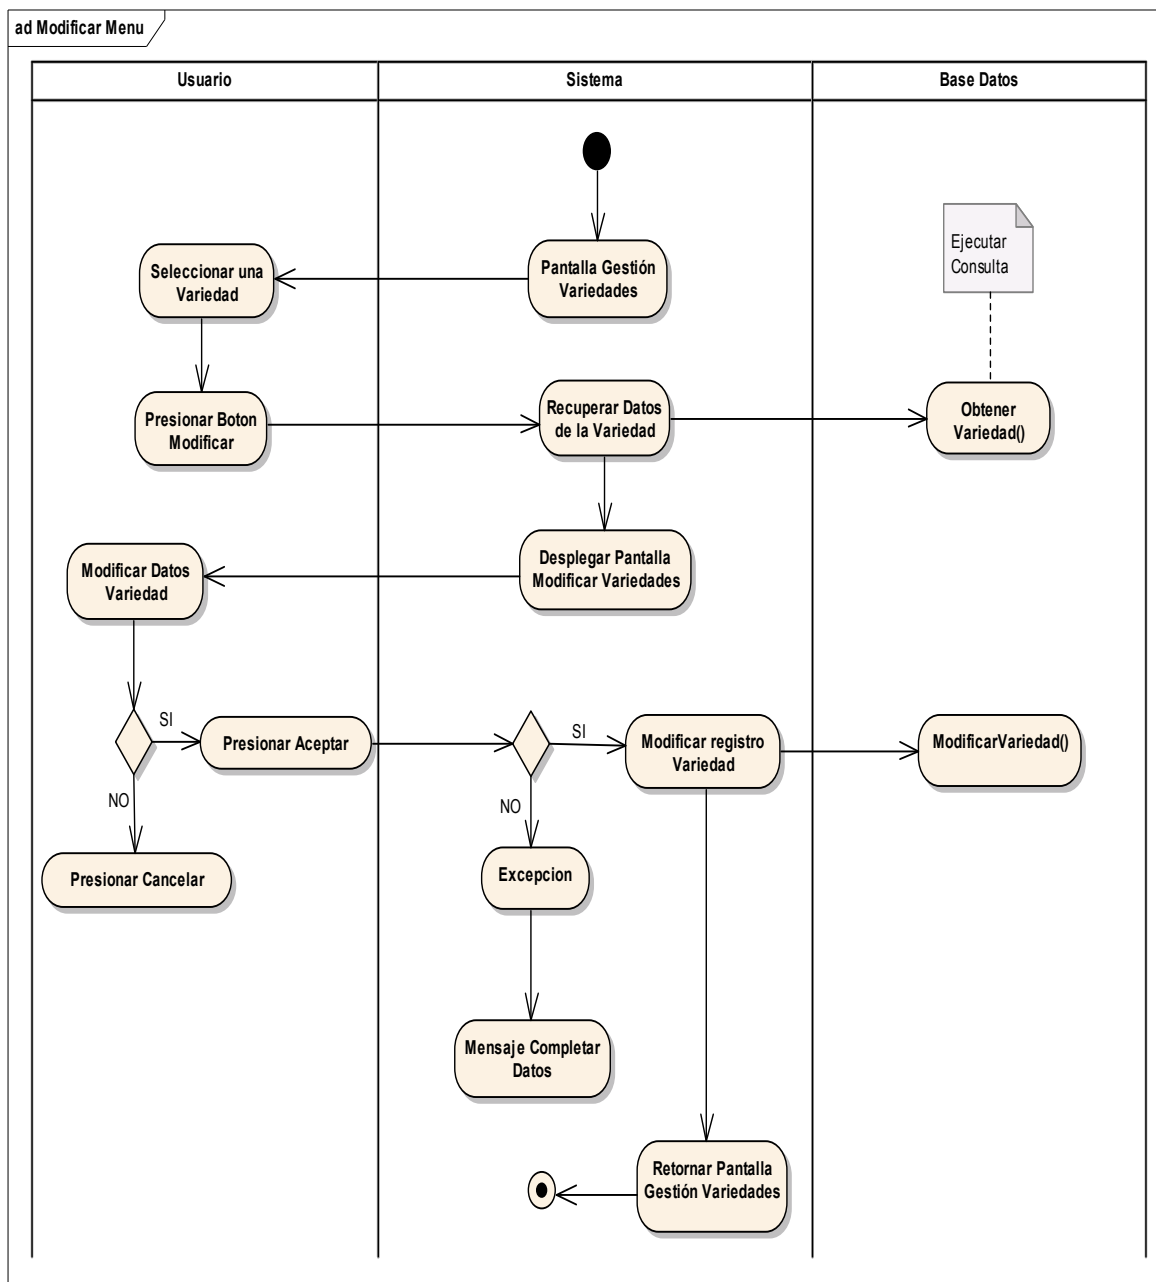 ad Modificar Menu
Usuario
Sistema
Base Datos
Ejecutar
Consulta
Seleccionar una
Variedad
Pantalla Gestión
Variedades
Presionar Boton
Modificar
Recuperar Datos
de la Variedad
Obtener
Variedad()
Modificar Datos
Variedad
Desplegar Pantalla
Modificar Variedades
SI
Presionar Aceptar
SI
Modificar registro
Variedad
ModificarVariedad()
NO
NO
Presionar Cancelar
Excepcion
Mensaje Completar
Datos
Retornar Pantalla
Gestión Variedades